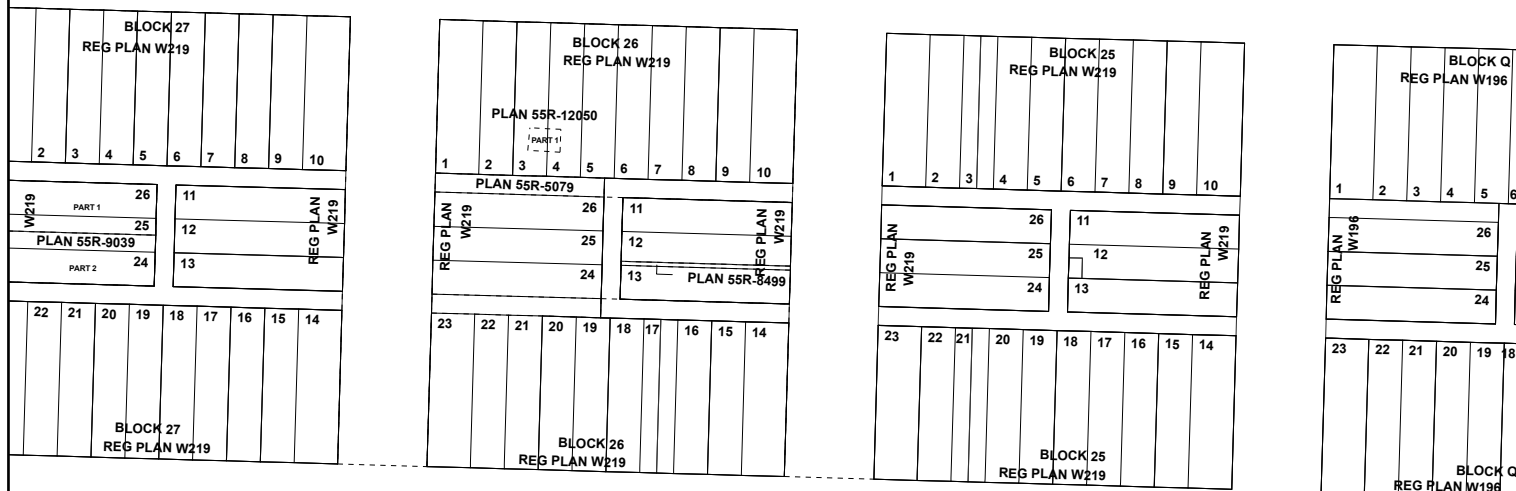 BLOCK 27
REG PLAN W219
2 3 4 5 6 7 8 9 10
W219
PART 1
26
25
PLAN 55R-9039
PART 2
24
11
12
13
REG PLAN
W219
22 21 20 19 18 17 16 15 14
BLOCK 27
REG PLAN W219
BLOCK 26
REG PLAN W219
PLAN 55R-12050
PART 1
1 2 3 4 5 6 7 8 9 10
PLAN 55R-5079
REG PLAN
W219
26
25
24
11
12
13
REG PLAN
W219
PLAN 55R-8499
23 22 21 20 19 18 17 16 15 14
BLOCK 26
REG PLAN W219
BLOCK 25
REG PLAN W219
1 2 3 4 5 6 7 8 9 10
REG PLAN
W219
26
25
24
11
12
13
REG PLAN
W219
23 22 21 20 19 18 17 16 15 14
BLOCK 25
REG PLAN W219
BLOCK Q
REG PLAN W196
1 2 3 4 5 6
REG PLAN
W196
26
25
24
23 22 21 20 19 18
BLOCK Q
REG PLAN W196